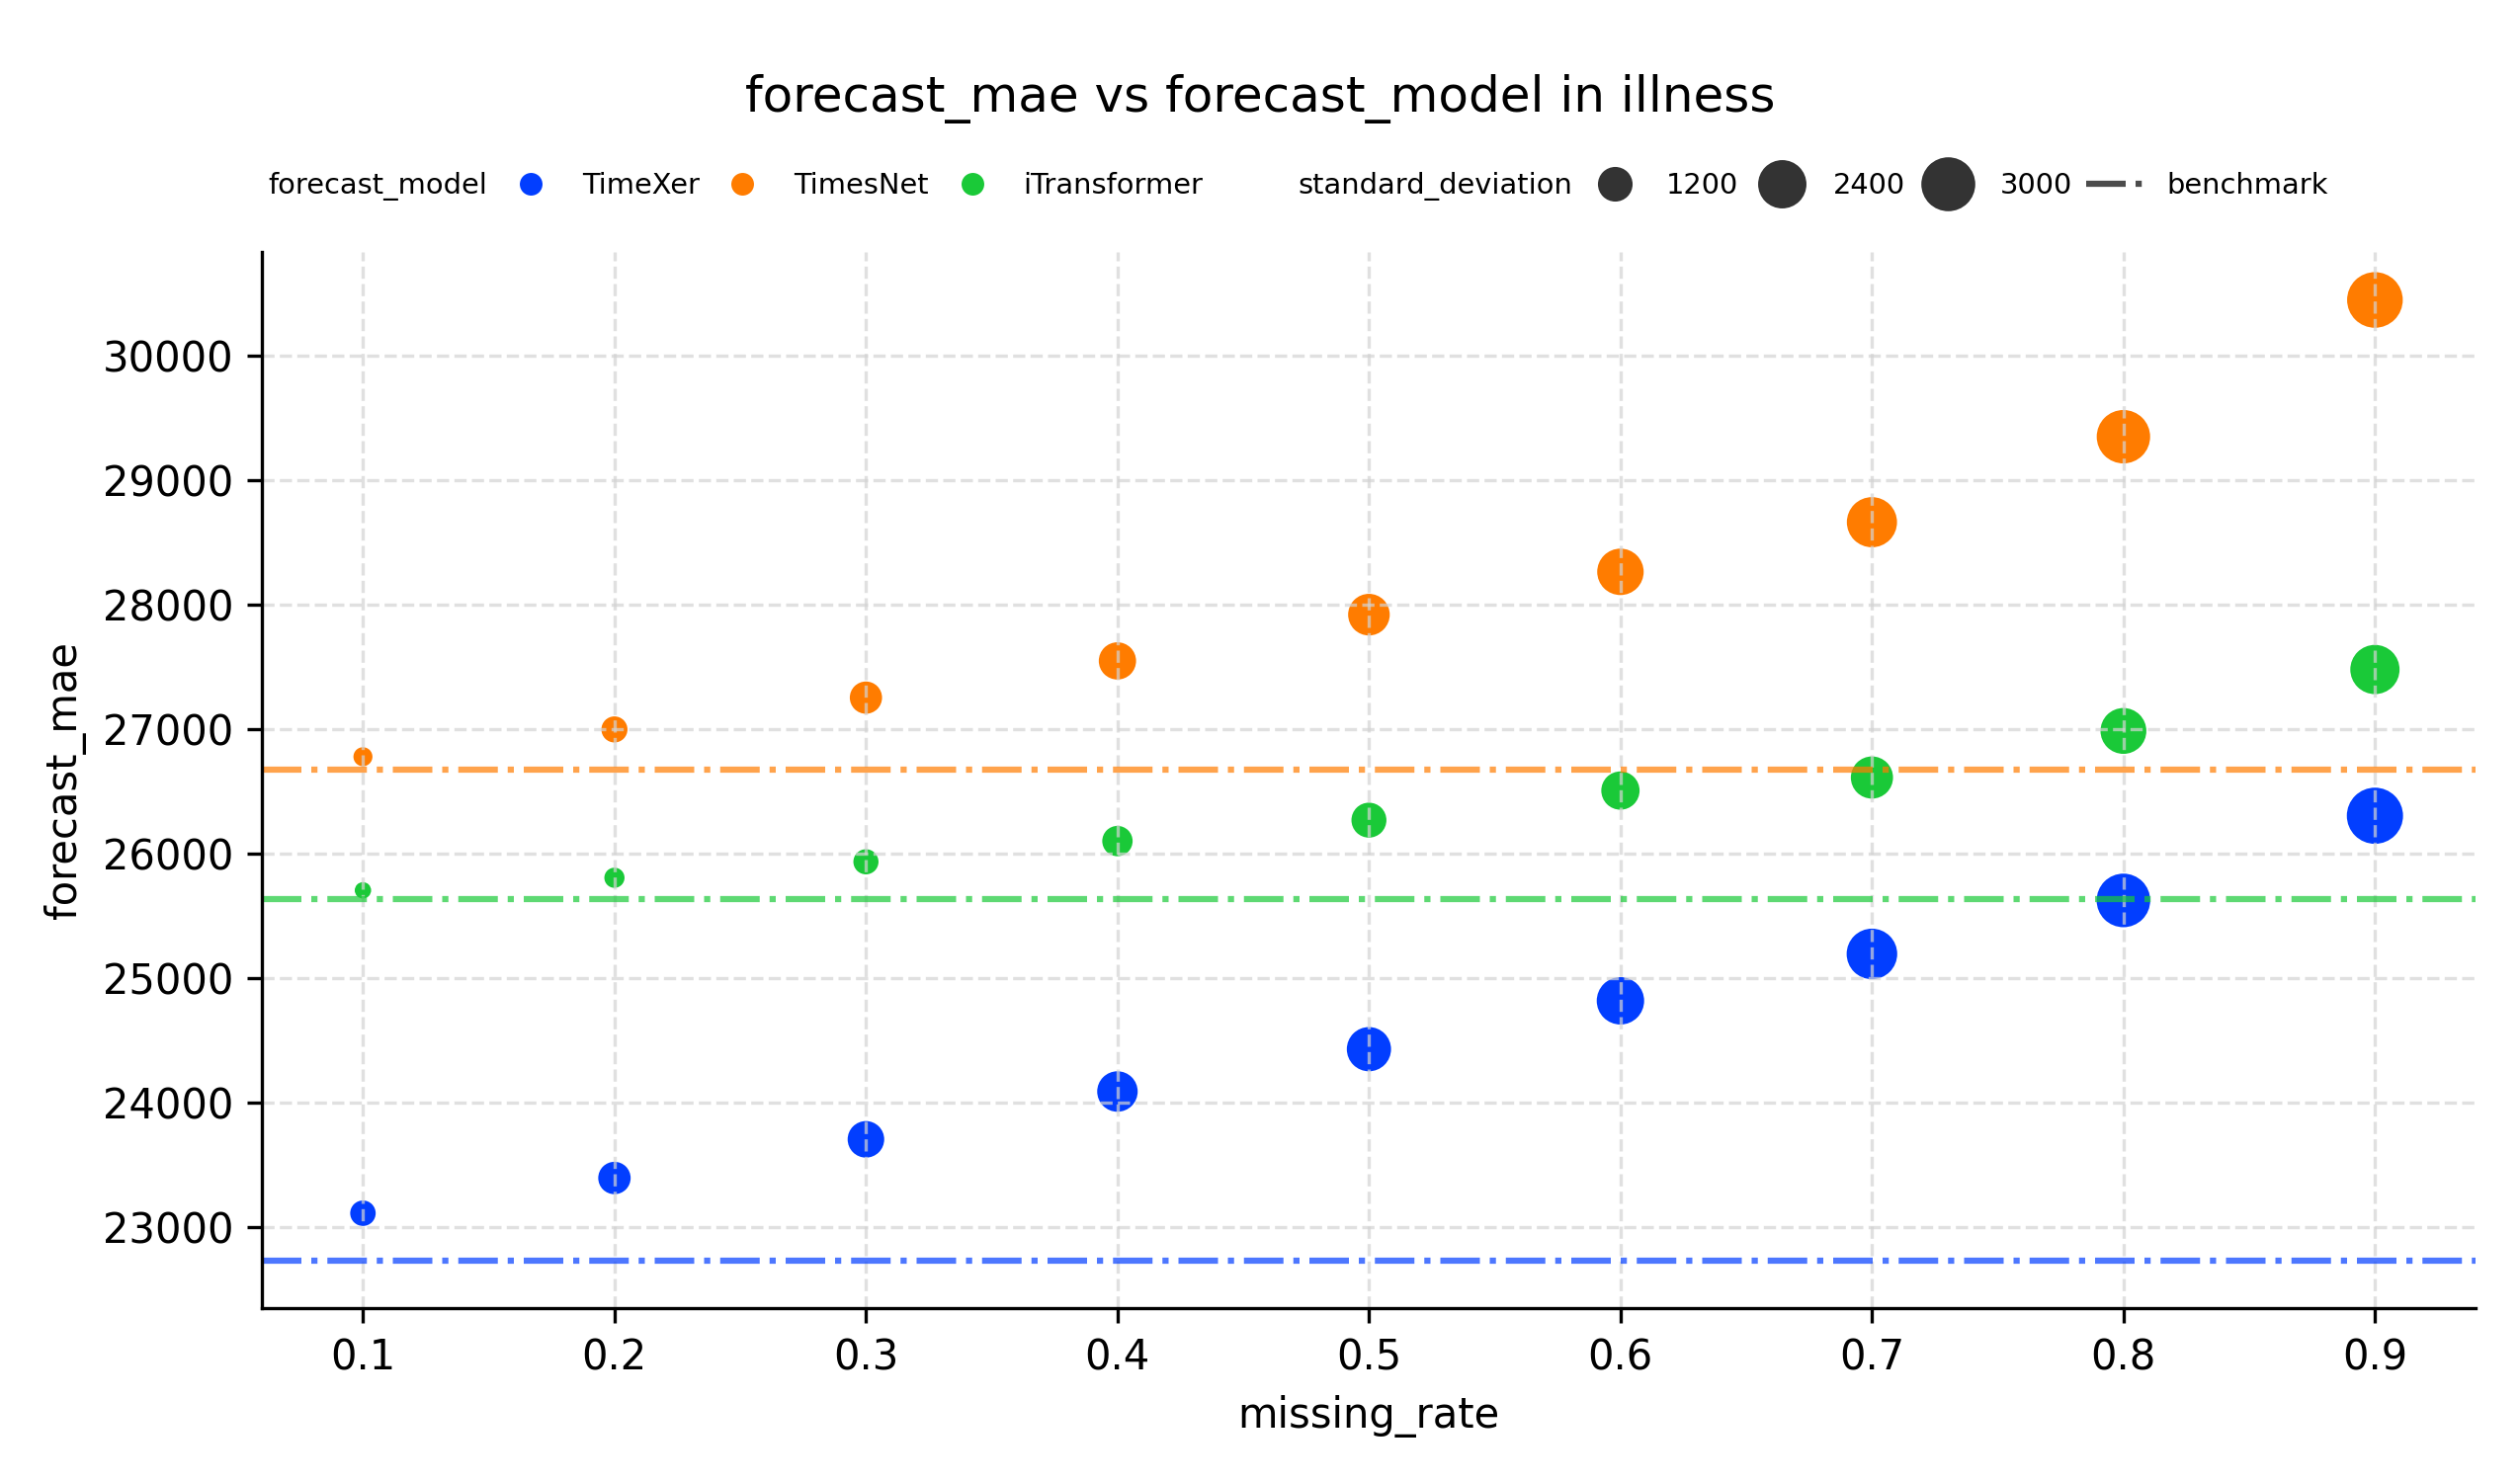 forecast_mae vs forecast_model in illness
forecast_model TimeXer TimesNet iTransformer standard_deviation 1200 2400 3000 benchmark
30000
29000
28000
27000
26000
25000
24000
23000
forecast_mae
0.1 0.2 0.3 0.4 0.5 0.6 0.7 0.8 0.9
missing_rate